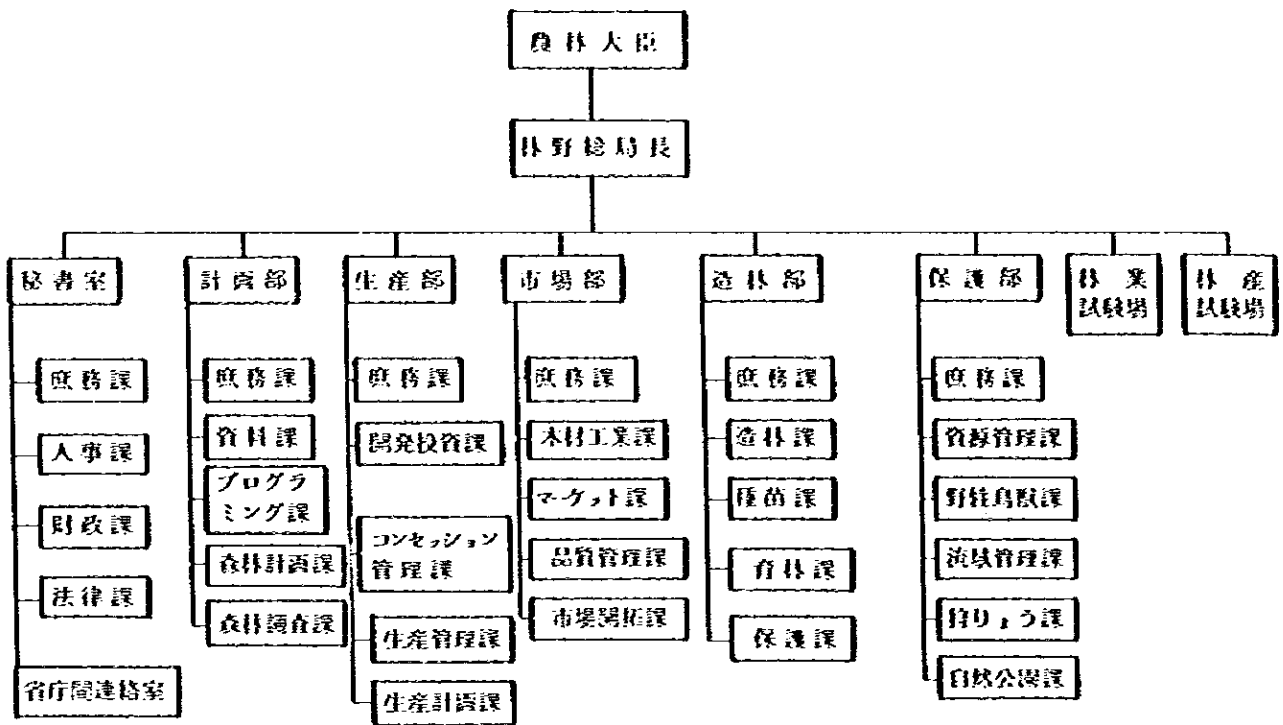 農林大臣
林野総局長
秘書室
計画部
生産部
市場部
造林部
保護部
林業
試験場
林産
試験場
庶務課
人事課
財政課
法律課
省庁間連絡室
庶務課
資料課
プログラ
ミング課
森林計画課
森林調査課
庶務課
開発投資課
コンセッション
管理課
生産管理課
生産計画課
庶務課
木材工業課
マーケット課
品質管理課
市場開拓課
庶務課
造林課
種苗課
育林課
保護課
庶務課
資源管理課
野性鳥獣課
流域管理課
狩りょう課
自然公園課